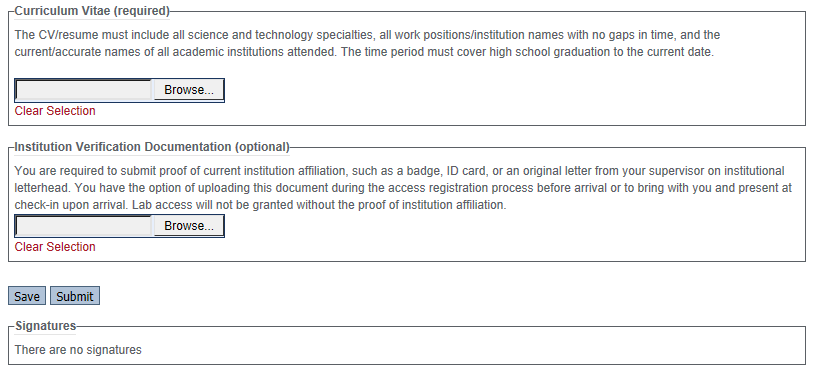 Curriculum Vitae (required)
The CV/resume must include all science and technology specialties, all work positions/institution names with no gaps in time, and the
current/accurate names of all academic institutions attended. The time period must cover high school graduation to the current date.
Browse...
Clear Selection
Institution Verification Documentation (optional)
You are required to submit proof of current institution affiliation, such as a badge, ID card, or an original letter from your supervisor on institutional
letterhead. You have the option of uploading this document during the access registration process before arrival or to bring with you and present at
check-in upon arrival. Lab access will not be granted without the proof of institution affiliation.
Browse...
Clear Selection
Save Submit
Signatures
There are no signatures